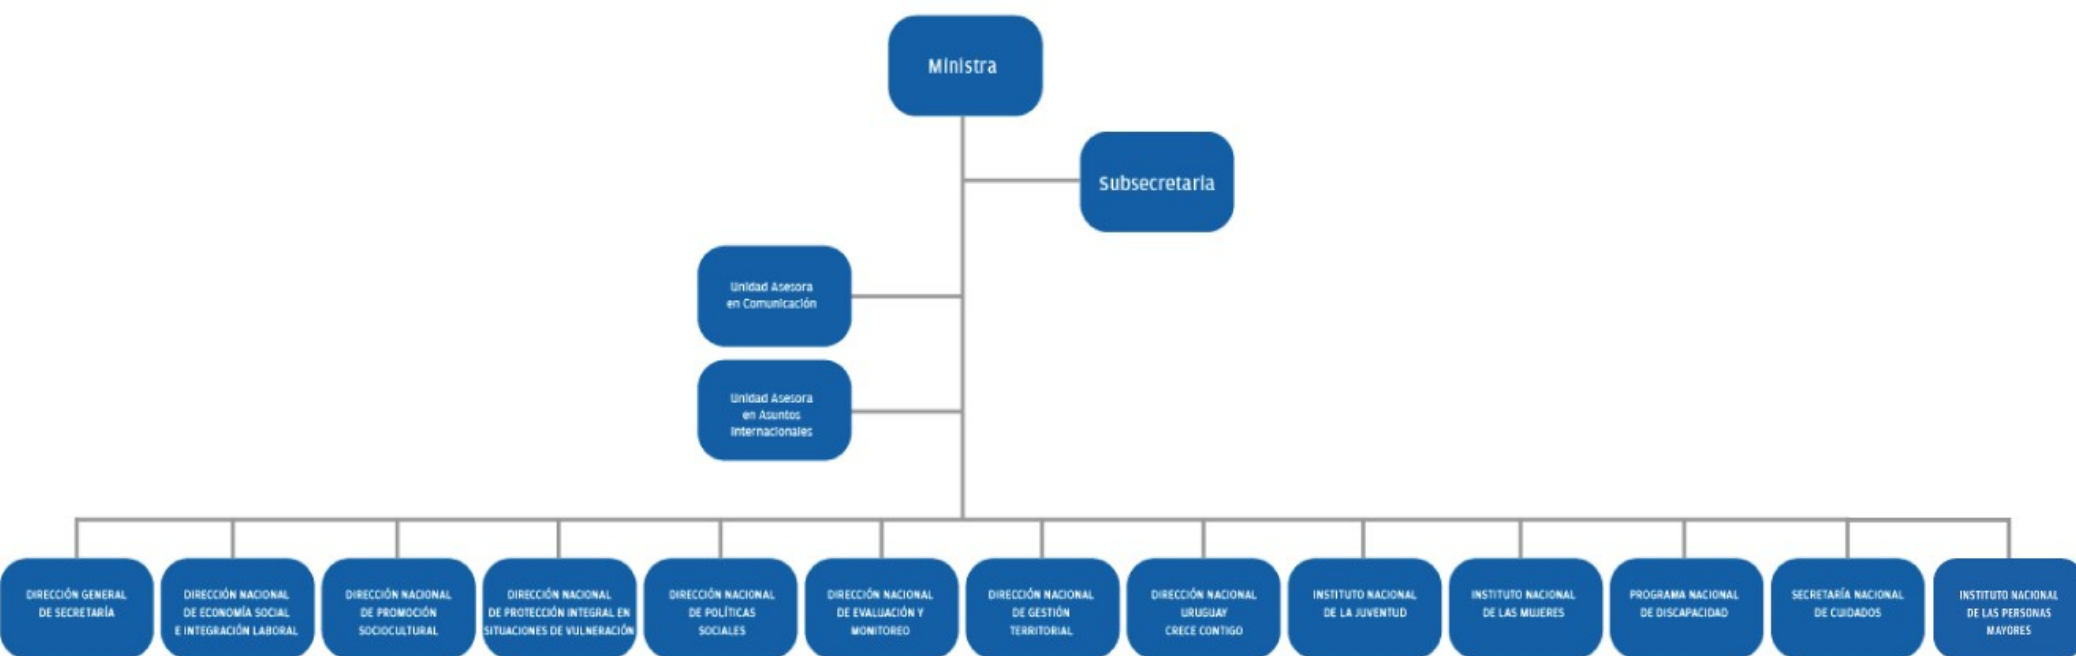 Ministra
Subsecretaria
Unidad Asesora
en Comunicación
Unidad Asesora
en Asuntos
Internacionales
DIRECCIÓN GENERAL
DE SECRETARÍA
DIRECCIÓN NACIONAL
DE ECONOMÍA SOCIAL
E INTEGRACIÓN LABORAL
DIRECCIÓN NACIONAL
DE PROMOCIÓN
SOCIOCULTURAL
DIRECCIÓN NACIONAL
DE PROTECCIÓN INTEGRAL EN
SITUACIONES DE VULNERACIÓN
DIRECCIÓN NACIONAL
DE POLÍTICAS
SOCIALES
DIRECCIÓN NACIONAL
DE EVALUACIÓN Y
MONITOREO
DIRECCIÓN NACIONAL
DE GESTIÓN
TERRITORIAL
DIRECCIÓN NACIONAL
URUGUAY
CRECE CONTIGO
INSTITUTO NACIONAL
DE LA JUVENTUD
INSTITUTO NACIONAL
DE LAS MUJERES
PROGRAMA NACIONAL
DE DISCAPACIDAD
SECRETARÍA NACIONAL
DE CUIDADOS
INSTITUTO NACIONAL
DE LAS PERSONAS
MAYORES